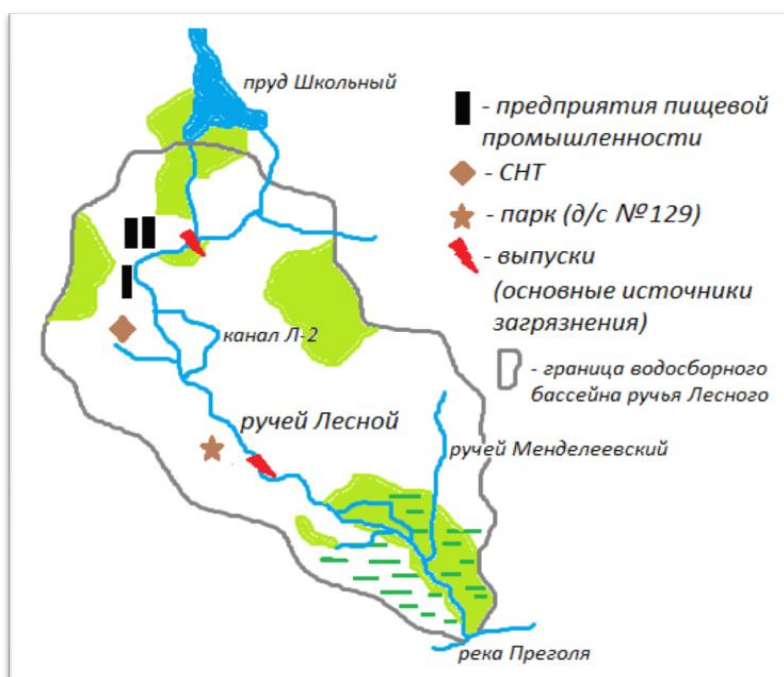 пруд Школьный
- предприятия пищевой
промышленности
- СНТ
- парк (д/с №129)
- выпуски
(основные источники
загрязнения)
канал Л-2
- граница водосборного
бассейна ручья Лесного
ручей Лесной
ручей Менделеевский
река Преголя